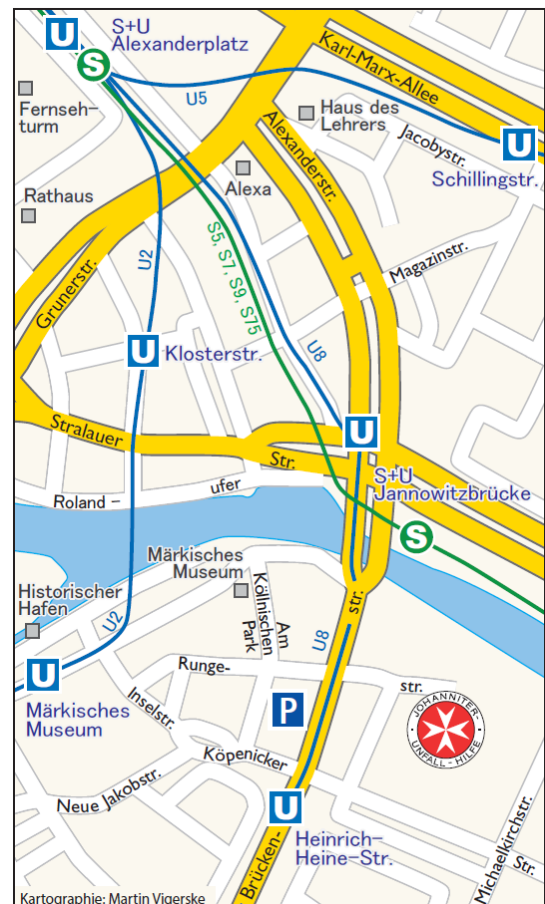 U
S+U
Alexanderplatz
S
Karl-Marx-Allee
U5
Fernseh-
turm
Haus des
Lehrers
Alexanderstr.
Jacobystr.
U
Schillingstr.
Alexa
Rathaus
S5, S7, S9, S75
U2
Magazinstr.
Grunerstr.
U
Klosterstr.
U8
Stralauer
Str.
U
S+U
Jannowitzbrücke
Roland-
ufer
S
Märkisches
Museum
Historischer
Hafen
Am
Köllnischen
Park
str.
U2
U8
Runge-
str.
U
Märkisches
Museum
Inselstr.
P
JOHANNITER-
UNFALL-HILFE
Köpenicker
Str.
Neue Jakobstr.
U
Heinrich-
Heine-Str.
Brücken-
Michaelkirchstr.
Kartographie: Martin Vigerske